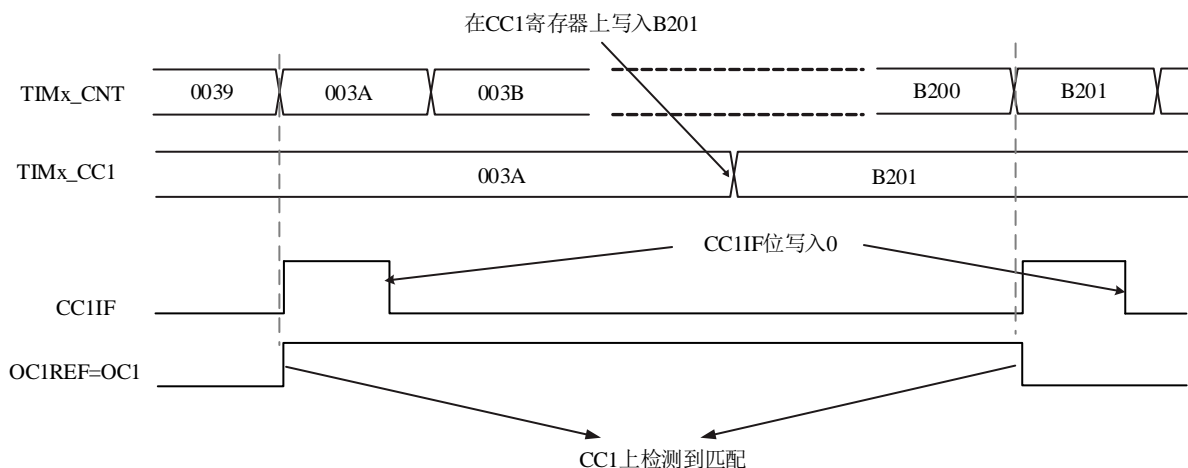 在CC1寄存器上写入B201
TIMx_CNT 0039 003A 003B B200 B201
TIMx_CC1 003A B201
CC1IF位写入0
CC1IF
OC1REF=OC1
CC1上检测到匹配